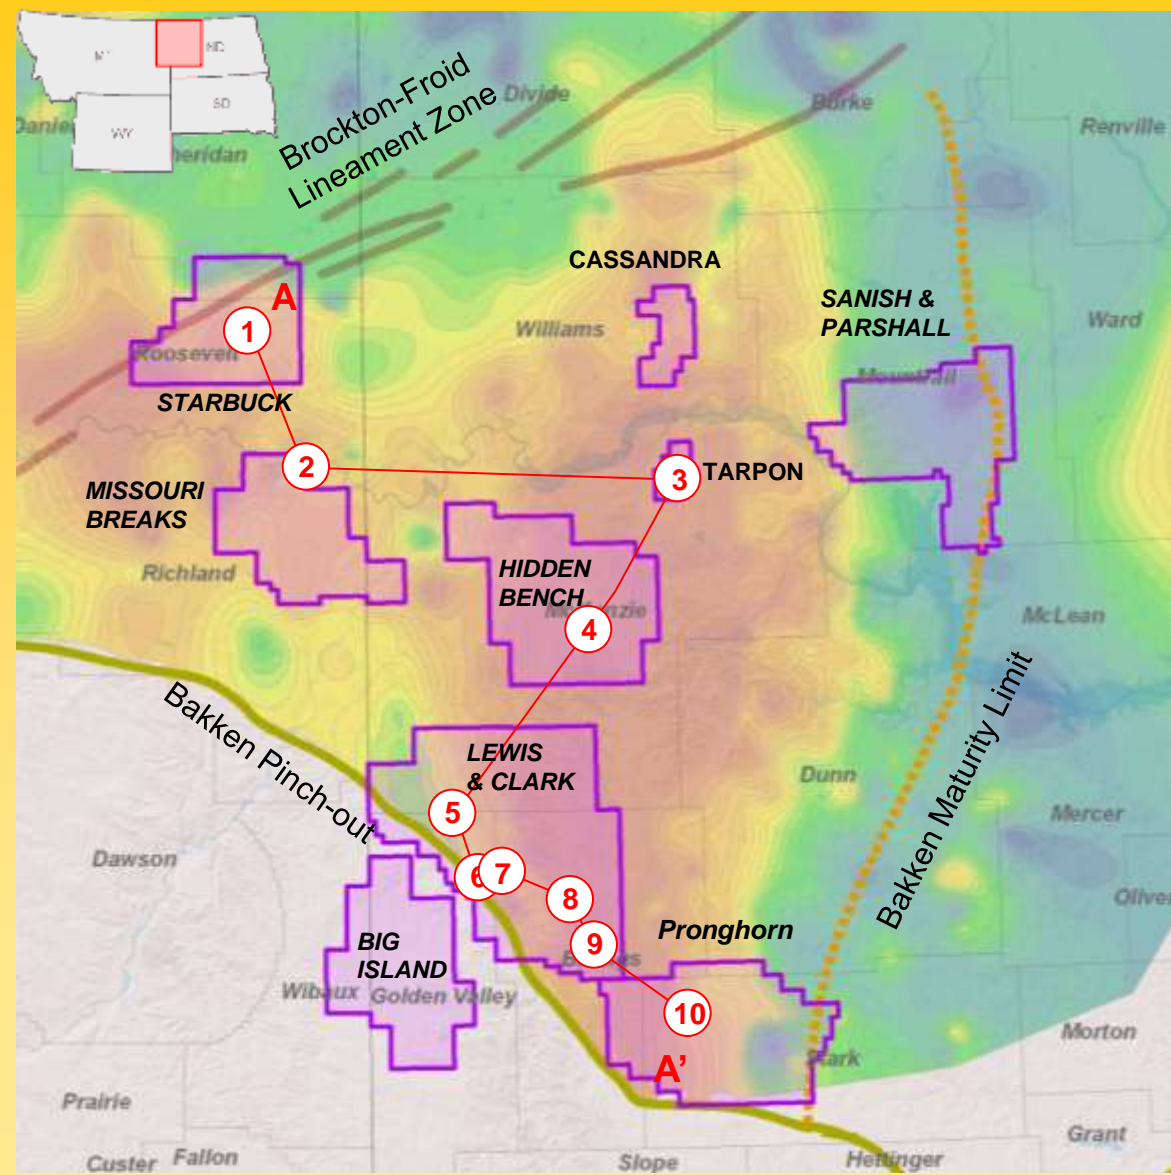 MT
ND
SD
WY
Brockton-Froid
Lineament Zone
Divide
Burke
Renville
Sheridan
CASSANDRA
A
1
Williams
SANISH &
PARSHALL
Ward
Roosevelt
Mountrail
STARBUCK
2
3
TARPON
MISSOURI
BREAKS
Richland
HIDDEN
BENCH
McKenzie
4
McLean
Bakken Pinch-out
Bakken Maturity Limit
LEWIS
& CLARK
Dunn
5
Mercer
Dawson
6
7
8
Oliver
9
Pronghorn
BIG
ISLAND
Billings
Wibaux
Golden Valley
10
A'
Stark
Morton
Prairie
Grant
Custer
Fallon
Slope
Hettinger